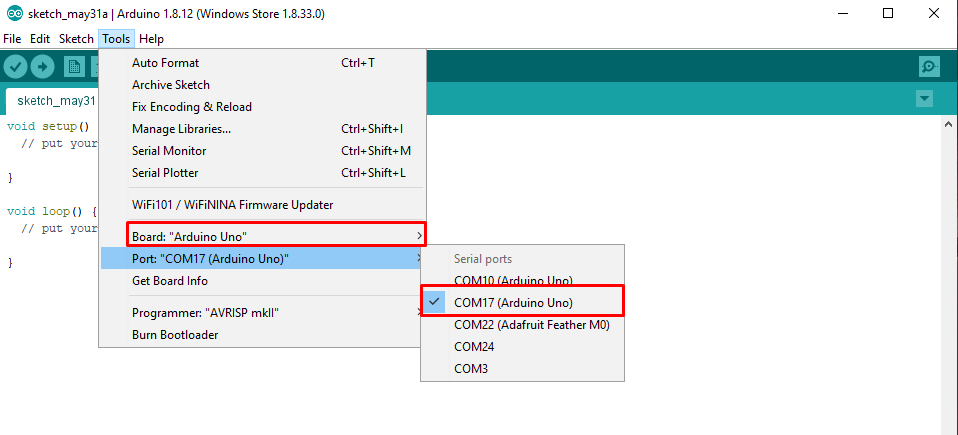 sketch_may31a | Arduino 1.8.12 (Windows Store 1.8.33.0)
File Edit Sketch Tools Help
Auto Format Ctrl+T
Archive Sketch
Fix Encoding & Reload
Manage Libraries... Ctrl+Shift+I
Serial Monitor Ctrl+Shift+M
Serial Plotter Ctrl+Shift+L
WiFi101 / WiFiNINA Firmware Updater
Board: "Arduino Uno"
Port: "COM17 (Arduino Uno)"
Get Board Info
Programmer: "AVRISP mkII"
Burn Bootloader
Serial ports
COM10 (Arduino Uno)
COM17 (Arduino Uno)
COM22 (Adafruit Feather M0)
COM24
COM3
sketch_may31
void setup()
// put your
}
void loop() {
// put your
}